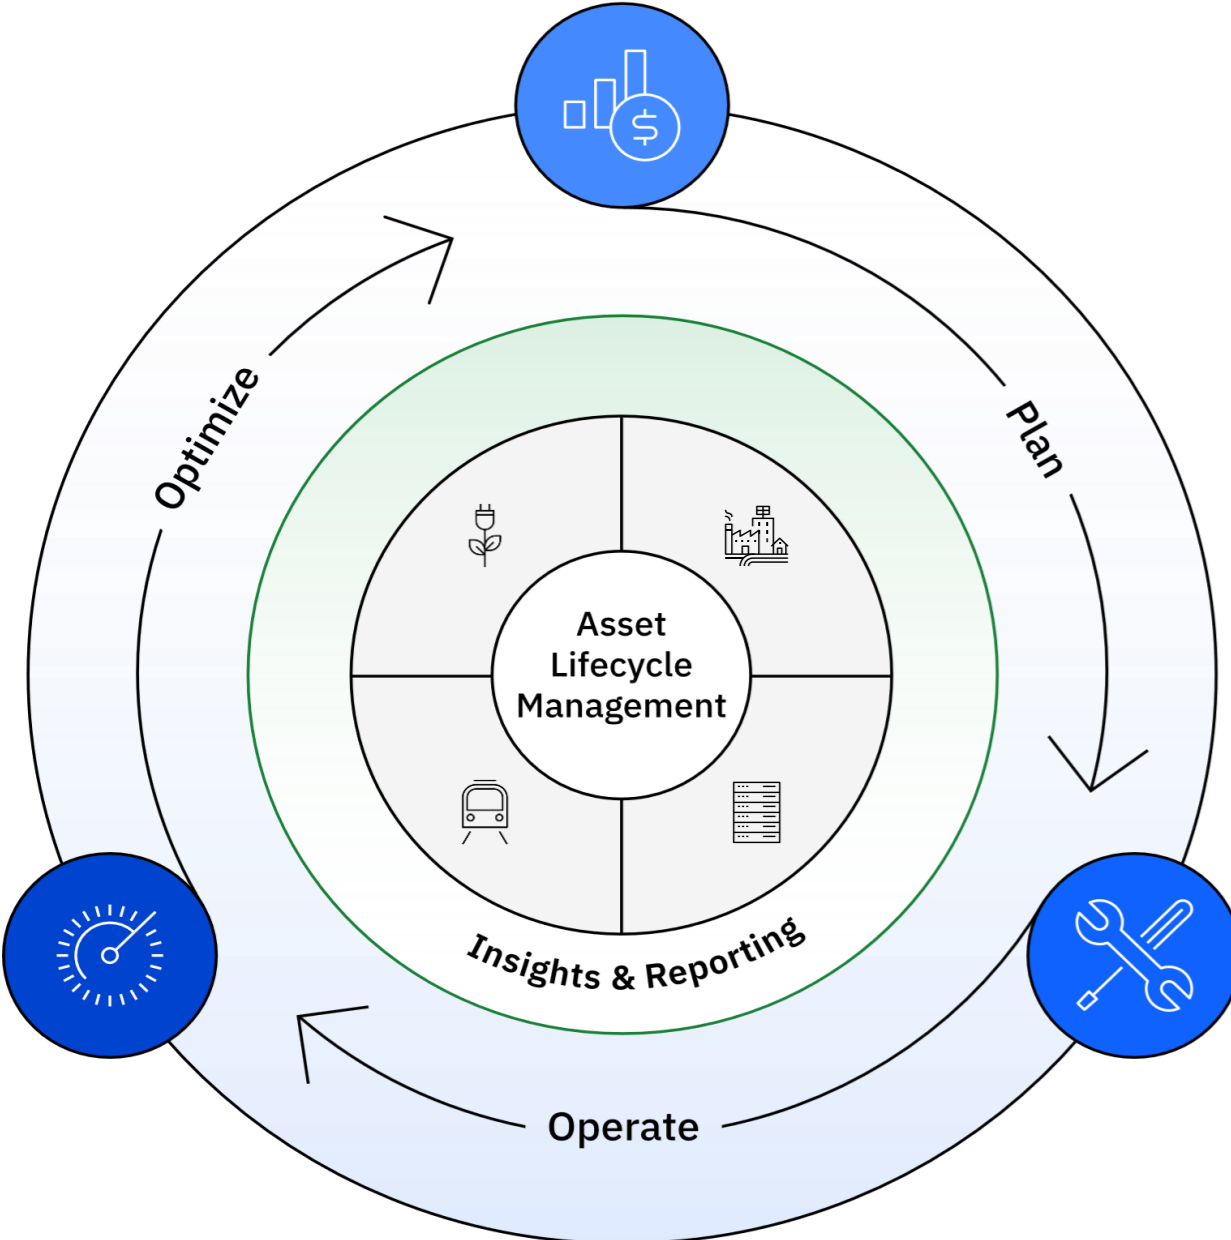 $
Optimize
Plan
Asset
Lifecycle
Management
Insights & Reporting
Operate